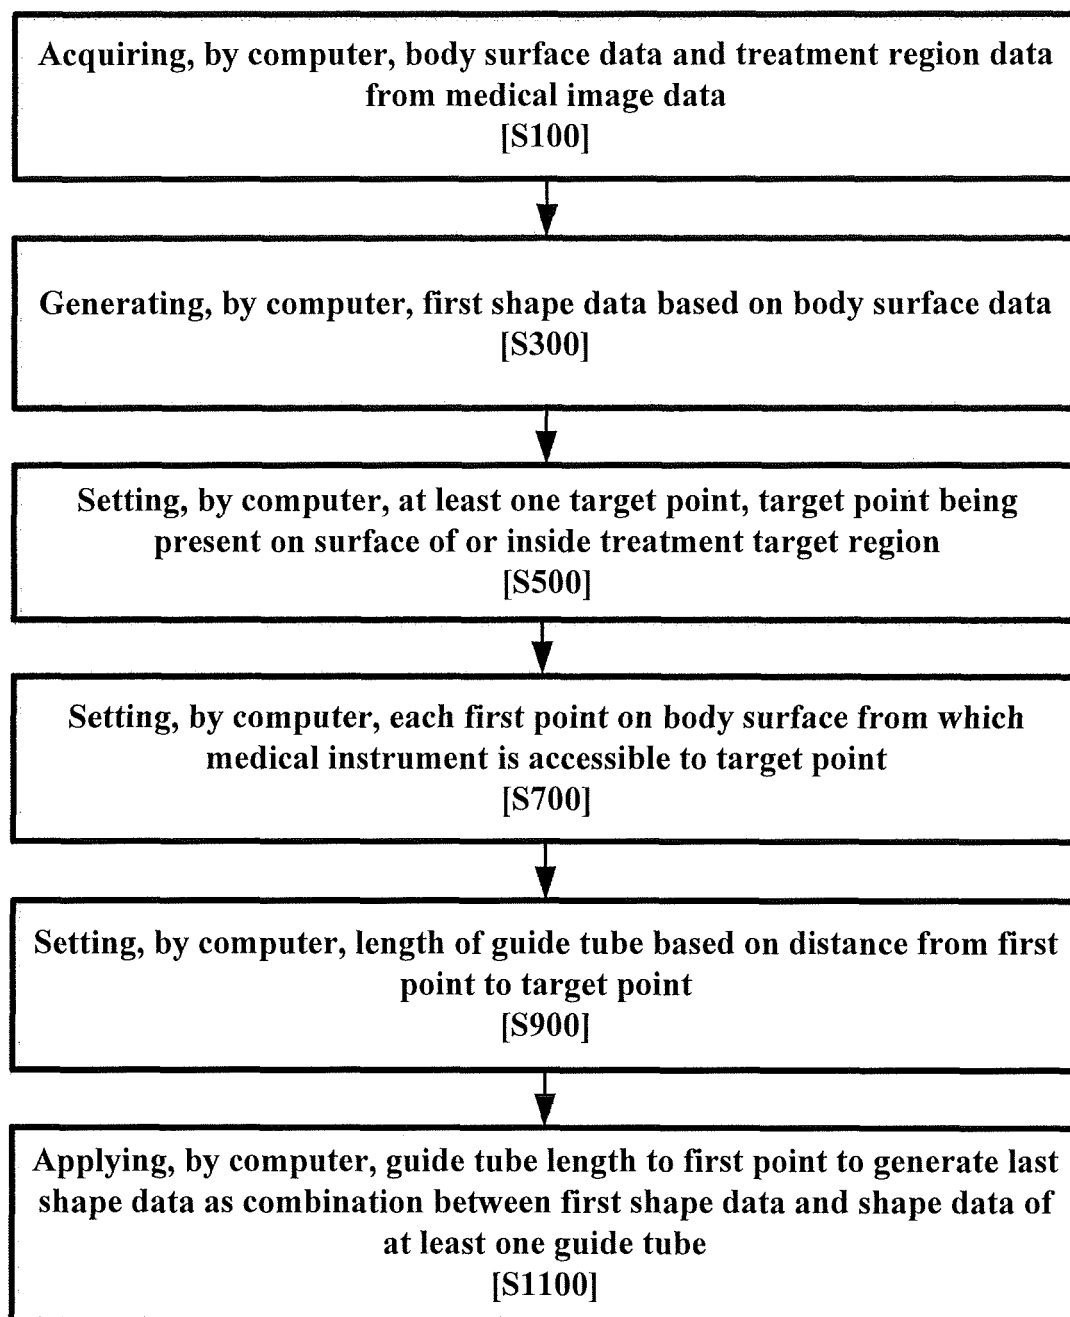 Acquiring, by computer, body surface data and treatment region data
from medical image data
[S100]
Generating, by computer, first shape data based on body surface data
[S300]
Setting, by computer, at least one target point, target point being
present on surface of or inside treatment target region
[S500]
Setting, by computer, each first point on body surface from which
medical instrument is accessible to target point
[S700]
Setting, by computer, length of guide tube based on distance from first
point to target point
[S900]
Applying, by computer, guide tube length to first point to generate last
shape data as combination between first shape data and shape data of
at least one guide tube
[S1100]